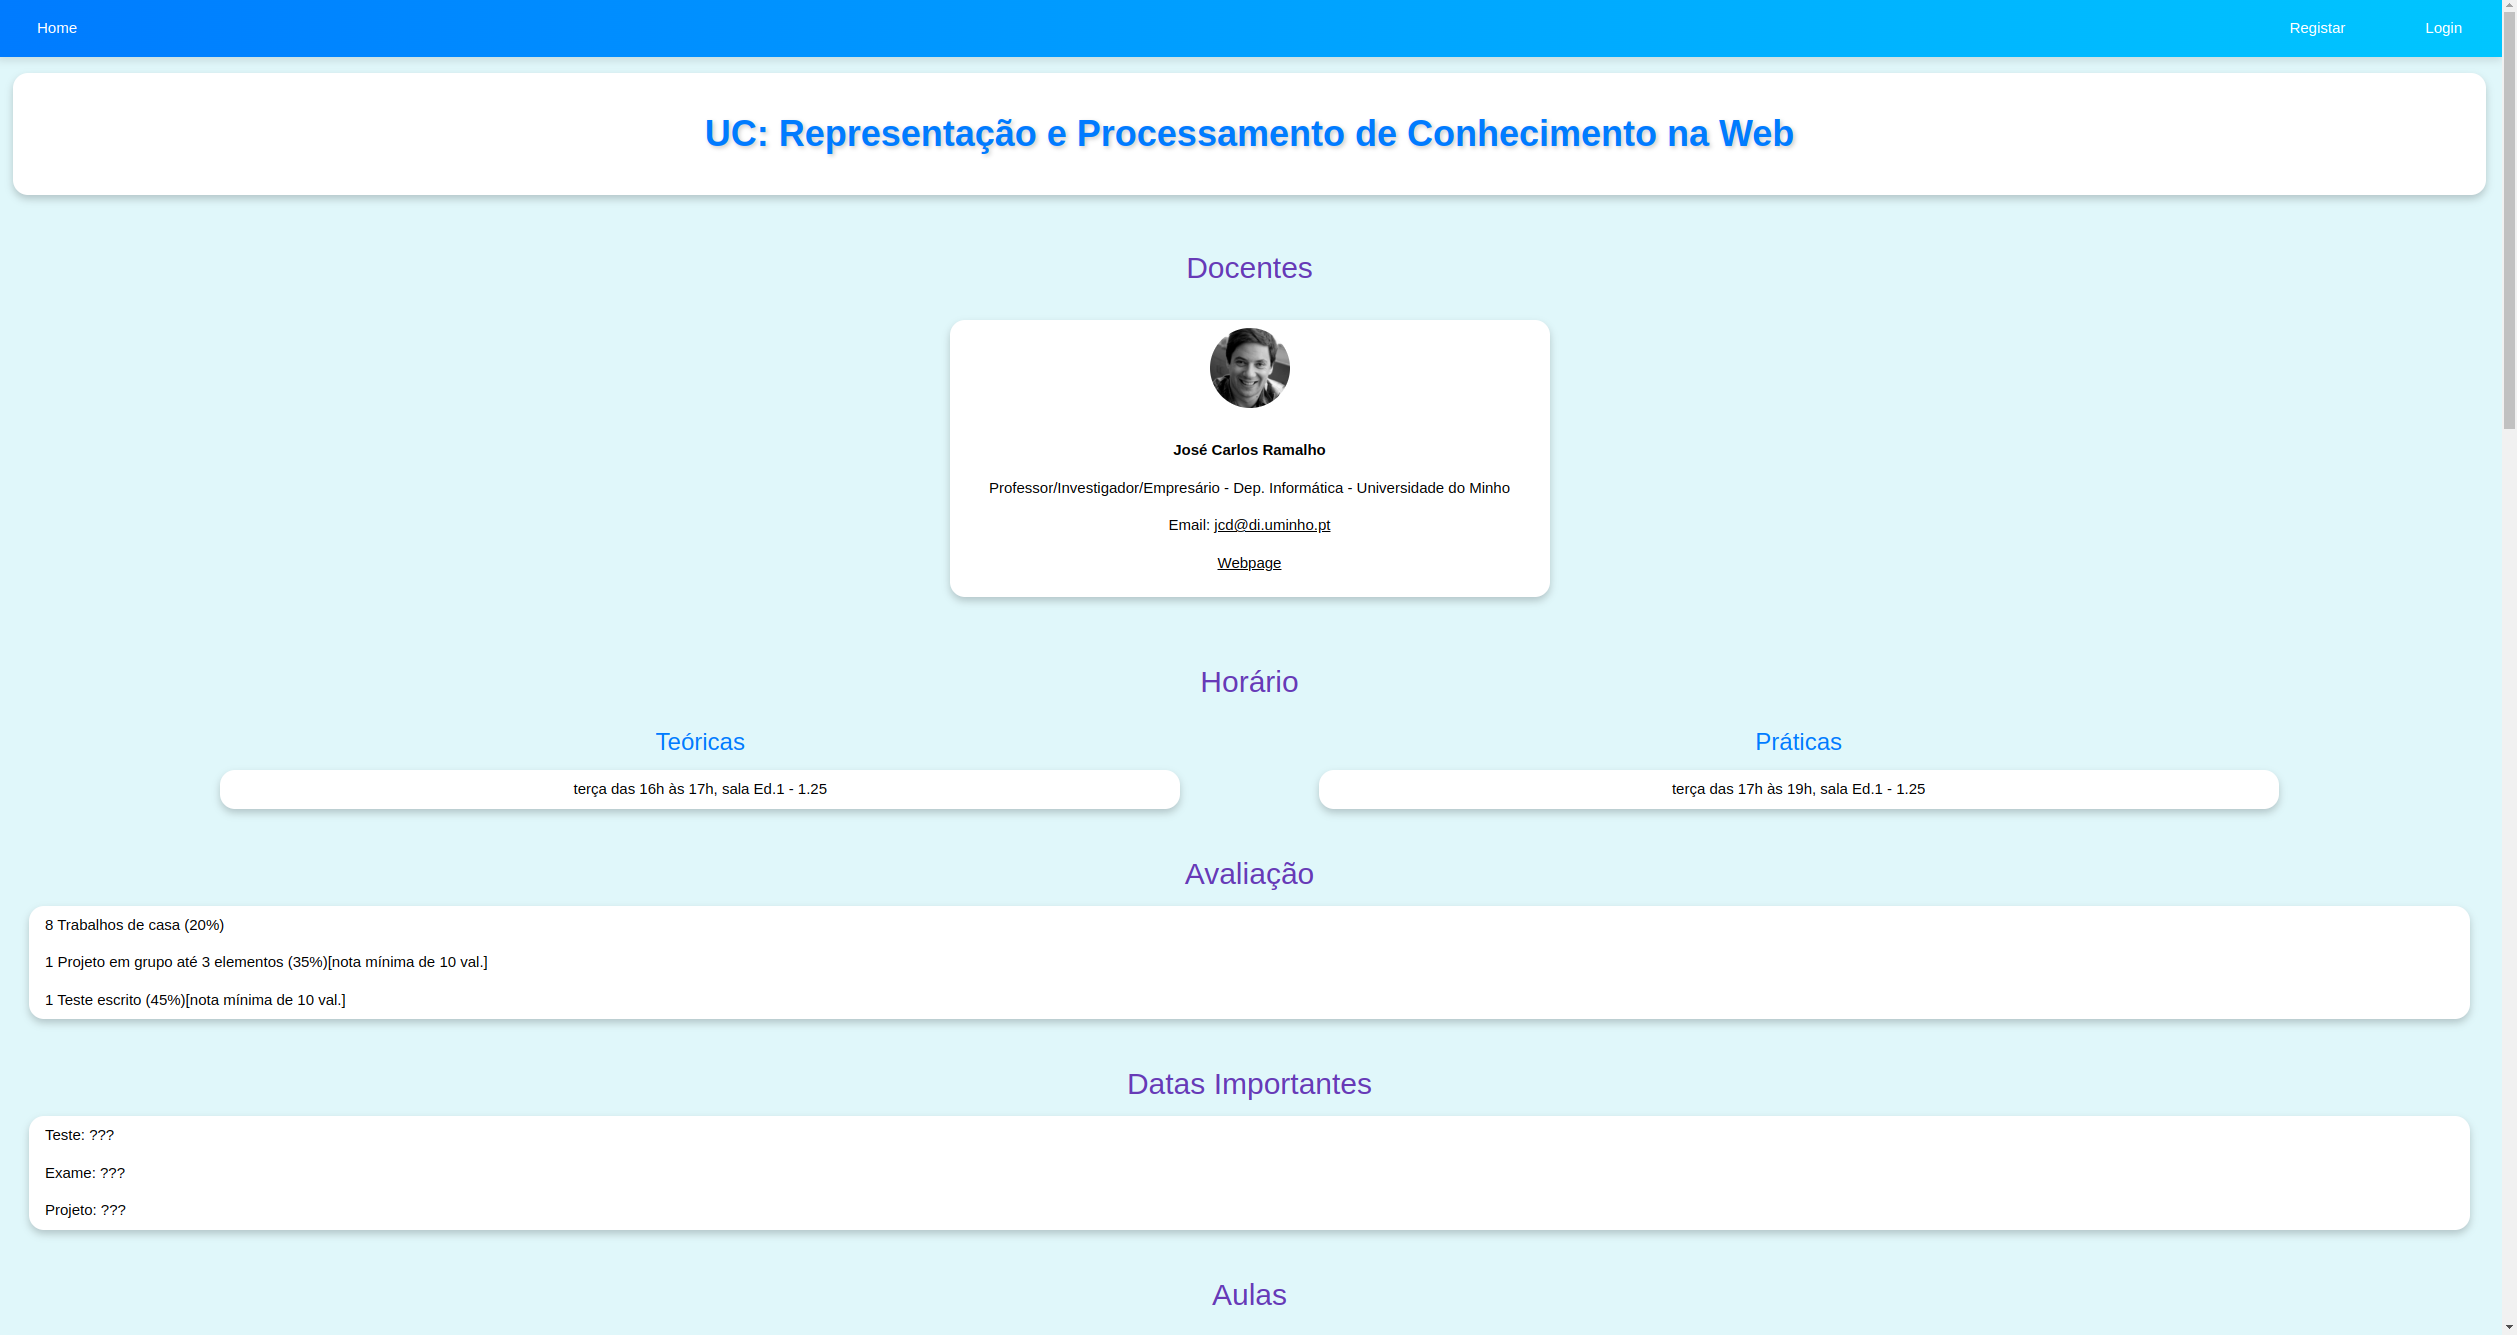 Home
Registar
Login
UC: Representação e Processamento de Conhecimento na Web
Docentes
José Carlos Ramalho
Professor/Investigador/Empresário - Dep. Informática - Universidade do Minho
Email: jcd@di.uminho.pt
Webpage
Horário
Teóricas
terça das 16h às 17h, sala Ed.1 - 1.25
Práticas
terça das 17h às 19h, sala Ed.1 - 1.25
Avaliação
8 Trabalhos de casa (20%)
1 Projeto em grupo até 3 elementos (35%)[nota mínima de 10 val.]
1 Teste escrito (45%)[nota mínima de 10 val.]
Datas Importantes
Teste: ???
Exame: ???
Projeto: ???
Aulas